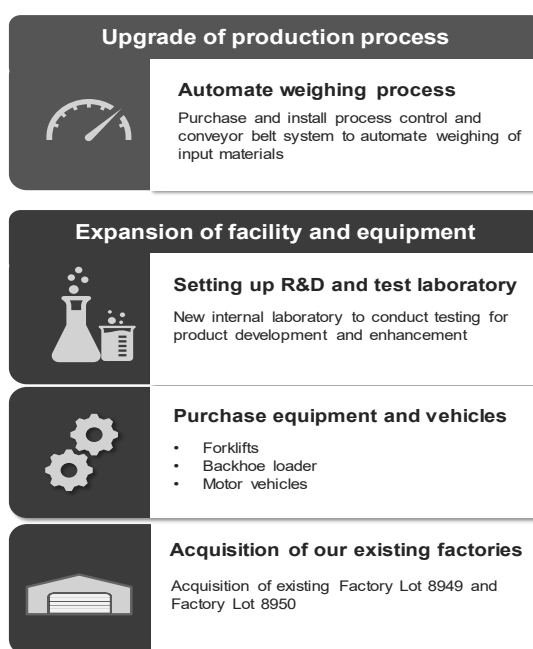 Upgrade of production process
Automate weighing process
Purchase and install process control and
conveyor belt system to automate weighing of
input materials
Expansion of facility and equipment
Setting up R&D and test laboratory
New internal laboratory to conduct testing for
product development and enhancement
Purchase equipment and vehicles
• Forklifts
• Backhoe loader
• Motor vehicles
Acquisition of our existing factories
Acquisition of existing Factory Lot 8949 and
Factory Lot 8950